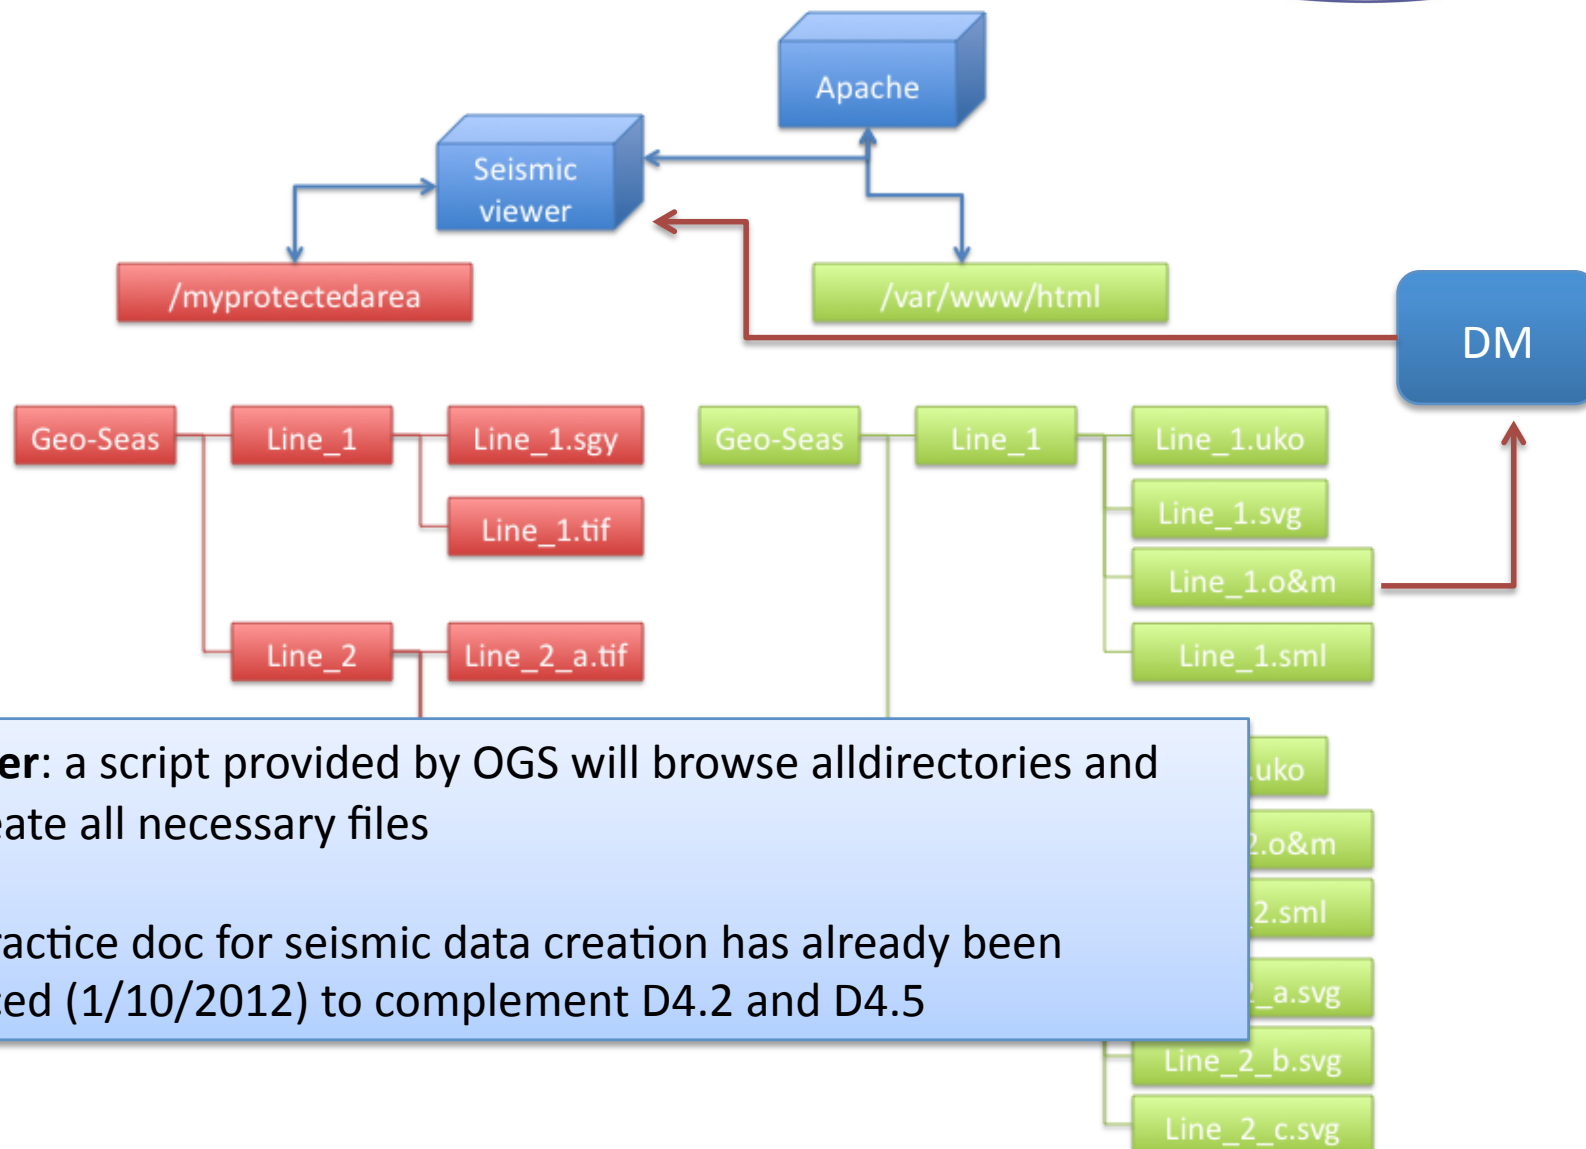 Apache
Seismic
viewer
/myprotectedarea
/var/www/html
DM
Geo-Seas
Line_1
Line_1.sgy
Line_1.tif
Line_2
Line_2_a.tif
Geo-Seas
Line_1
Line_1.uko
Line_1.svg
Line_1.o&m
Line_1.sml
er: a script provided by OGS will browse alldirectories and
eate all necessary files
ractice doc for seismic data creation has already been
ced (1/10/2012) to complement D4.2 and D4.5
.uko
2.o&m
2.sml
_a.svg
Line_2_b.svg
Line_2_c.svg